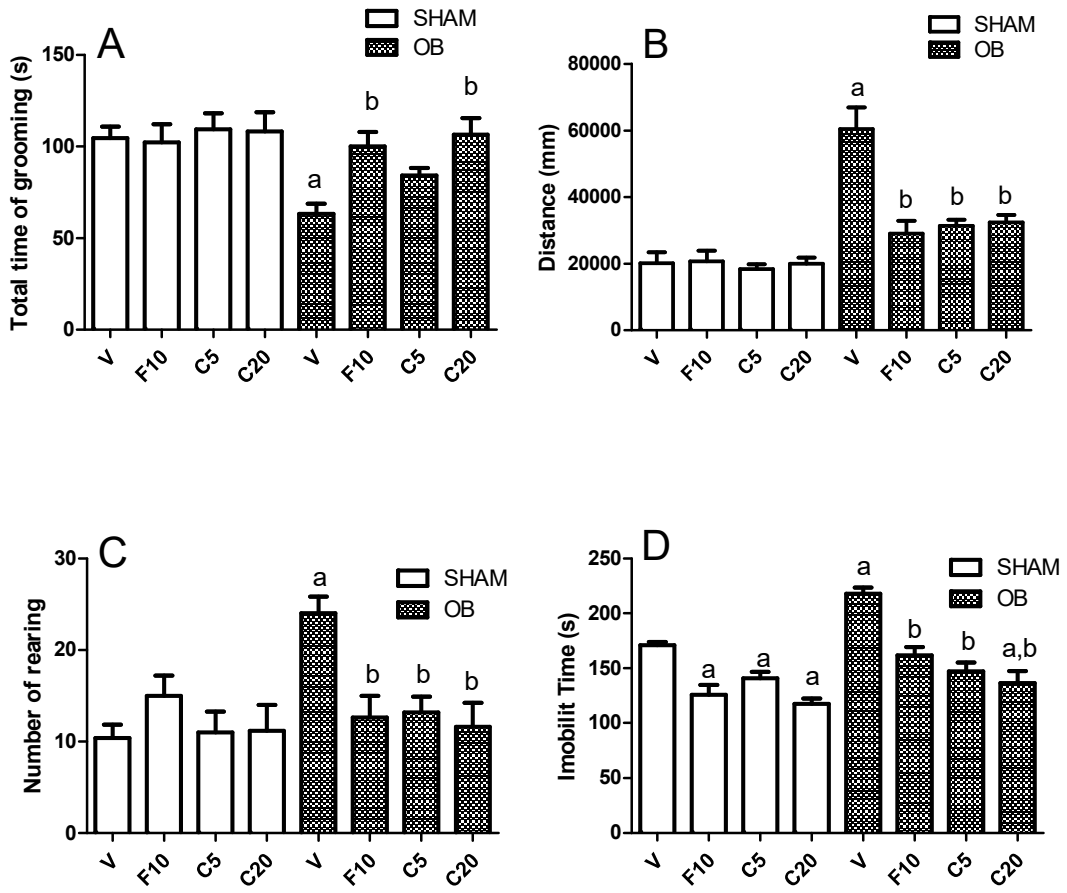 A
SHAM
OB
Total time of grooming (s)
150
100
50
0
a
b
b
V
F10
C5
C20
V
F10
C5
C20
B
SHAM
OB
Distance (mm)
80000
60000
40000
20000
0
a
b
b
b
V
F10
C5
C20
V
F10
C5
C20
C
SHAM
OB
Number of rearing
30
20
10
0
a
b
b
b
V
F10
C5
C20
V
F10
C5
C20
D
SHAM
OB
Imobilit Time (s)
250
200
150
100
50
0
a
a
a
a
b
b
a,b
V
F10
C5
C20
V
F10
C5
C20